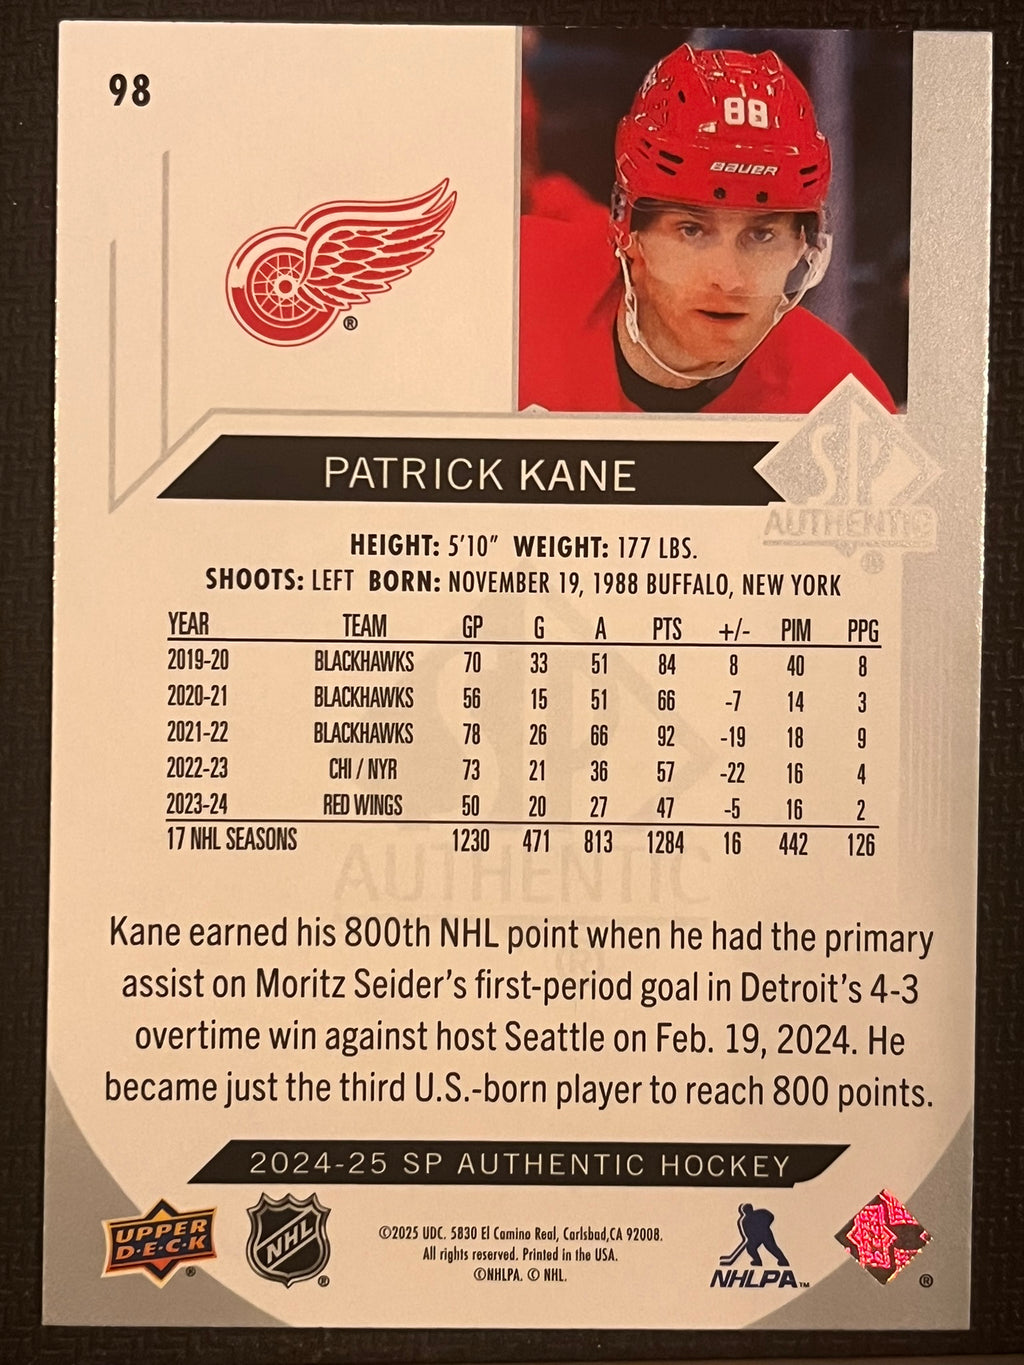 98
88
BAUER
®
PATRICK KANE
SP
AUTHENTIC
®
HEIGHT: 5'10" WEIGHT: 177 LBS.
SHOOTS: LEFT BORN: NOVEMBER 19, 1988 BUFFALO, NEW YORK
YEAR TEAM GP G A PTS +/- PIM PPG
2019-20 BLACKHAWKS 70 33 51 84 8 40 8
2020-21 BLACKHAWKS 56 15 51 66 -7 14 3
2021-22 BLACKHAWKS 78 26 66 92 -19 18 9
2022-23 CHI / NYR 73 21 36 57 -22 16 4
2023-24 RED WINGS 50 20 27 47 -5 16 2
17 NHL SEASONS 1230 471 813 1284 16 442 126
SP
AUTHENTIC
®
Kane earned his 800th NHL point when he had the primary
assist on Moritz Seider's first-period goal in Detroit's 4-3
overtime win against host Seattle on Feb. 19, 2024. He
became just the third U.S.-born player to reach 800 points.
2024-25 SP AUTHENTIC HOCKEY
UPPER
D·E·C·K
®
NHL
®
©2025 UDC. 5830 El Camino Real, Carlsbad,CA 92008.
All rights reserved. Printed in the USA.
©NHLPA. © NHL.
NHLPA™
®